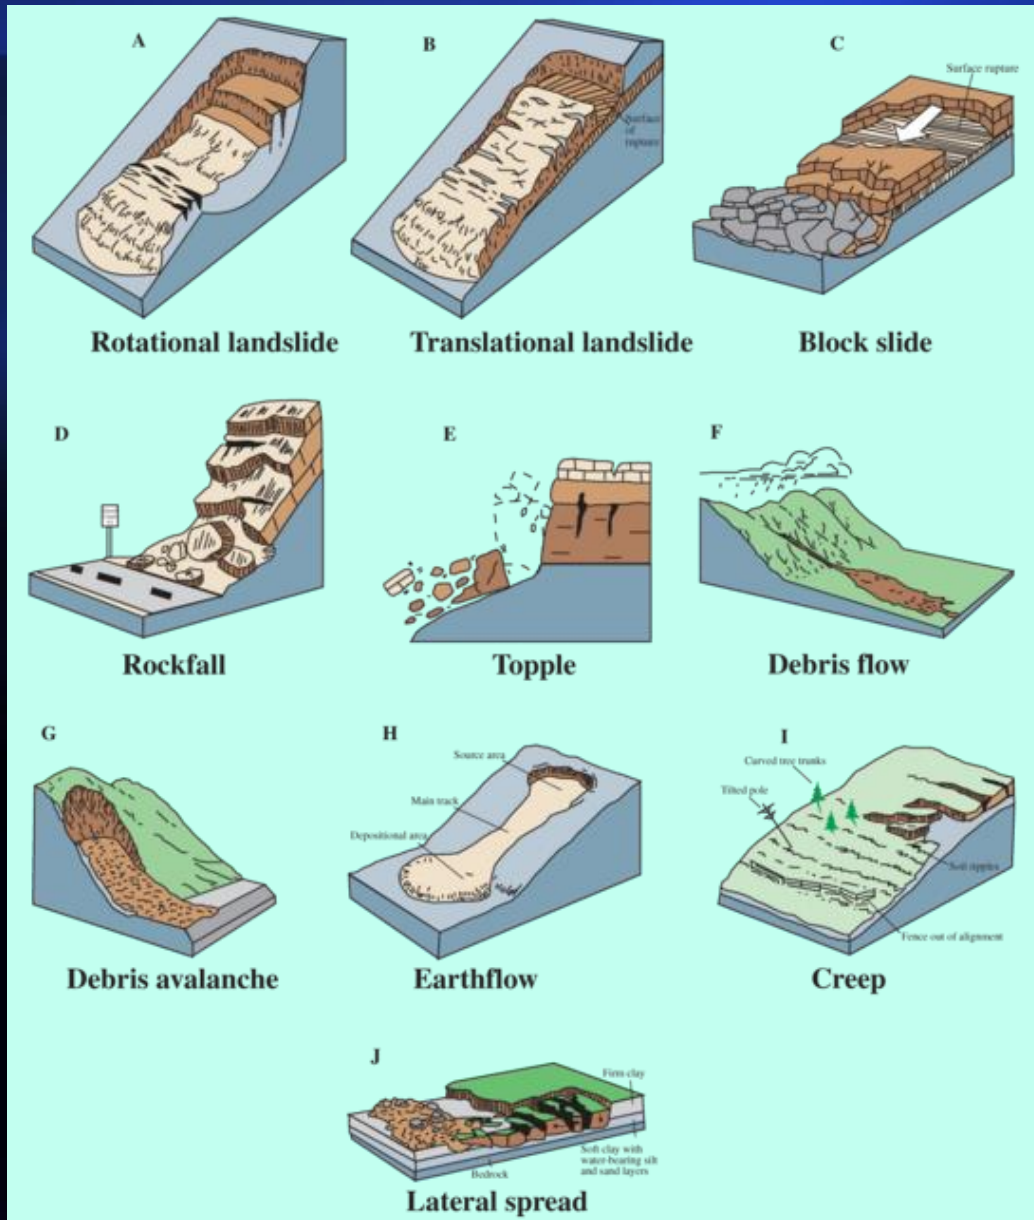 A
B
C
Surface rupture
Surface
of
rupture
Rotational landslide
Translational landslide
Block slide
D
E
F
Rockfall
Topple
Debris flow
G
H
I
Source area
Main track
Depositional area
Curved tree trunks
Tilted pole
Soil ripples
Fence out of alignment
Debris avalanche
Earthflow
Creep
J
Firm clay
Soft clay with
water-bearing silt
and sand layers
Bedrock
Lateral spread